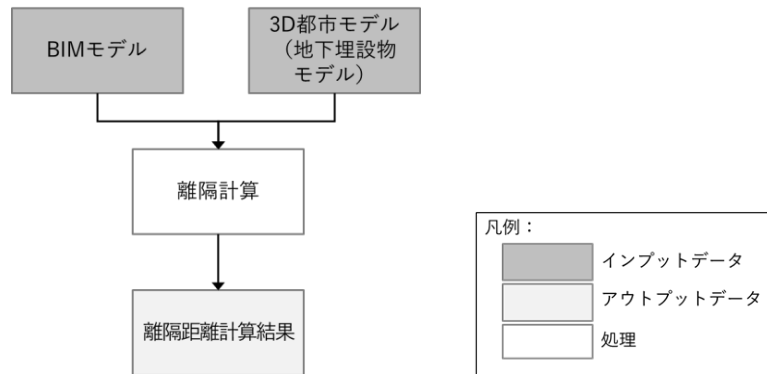 BIMモデル
3D都市モデル
（地下埋設物
モデル）
離隔計算
離隔距離計算結果
凡例：
インプットデータ
アウトプットデータ
処理